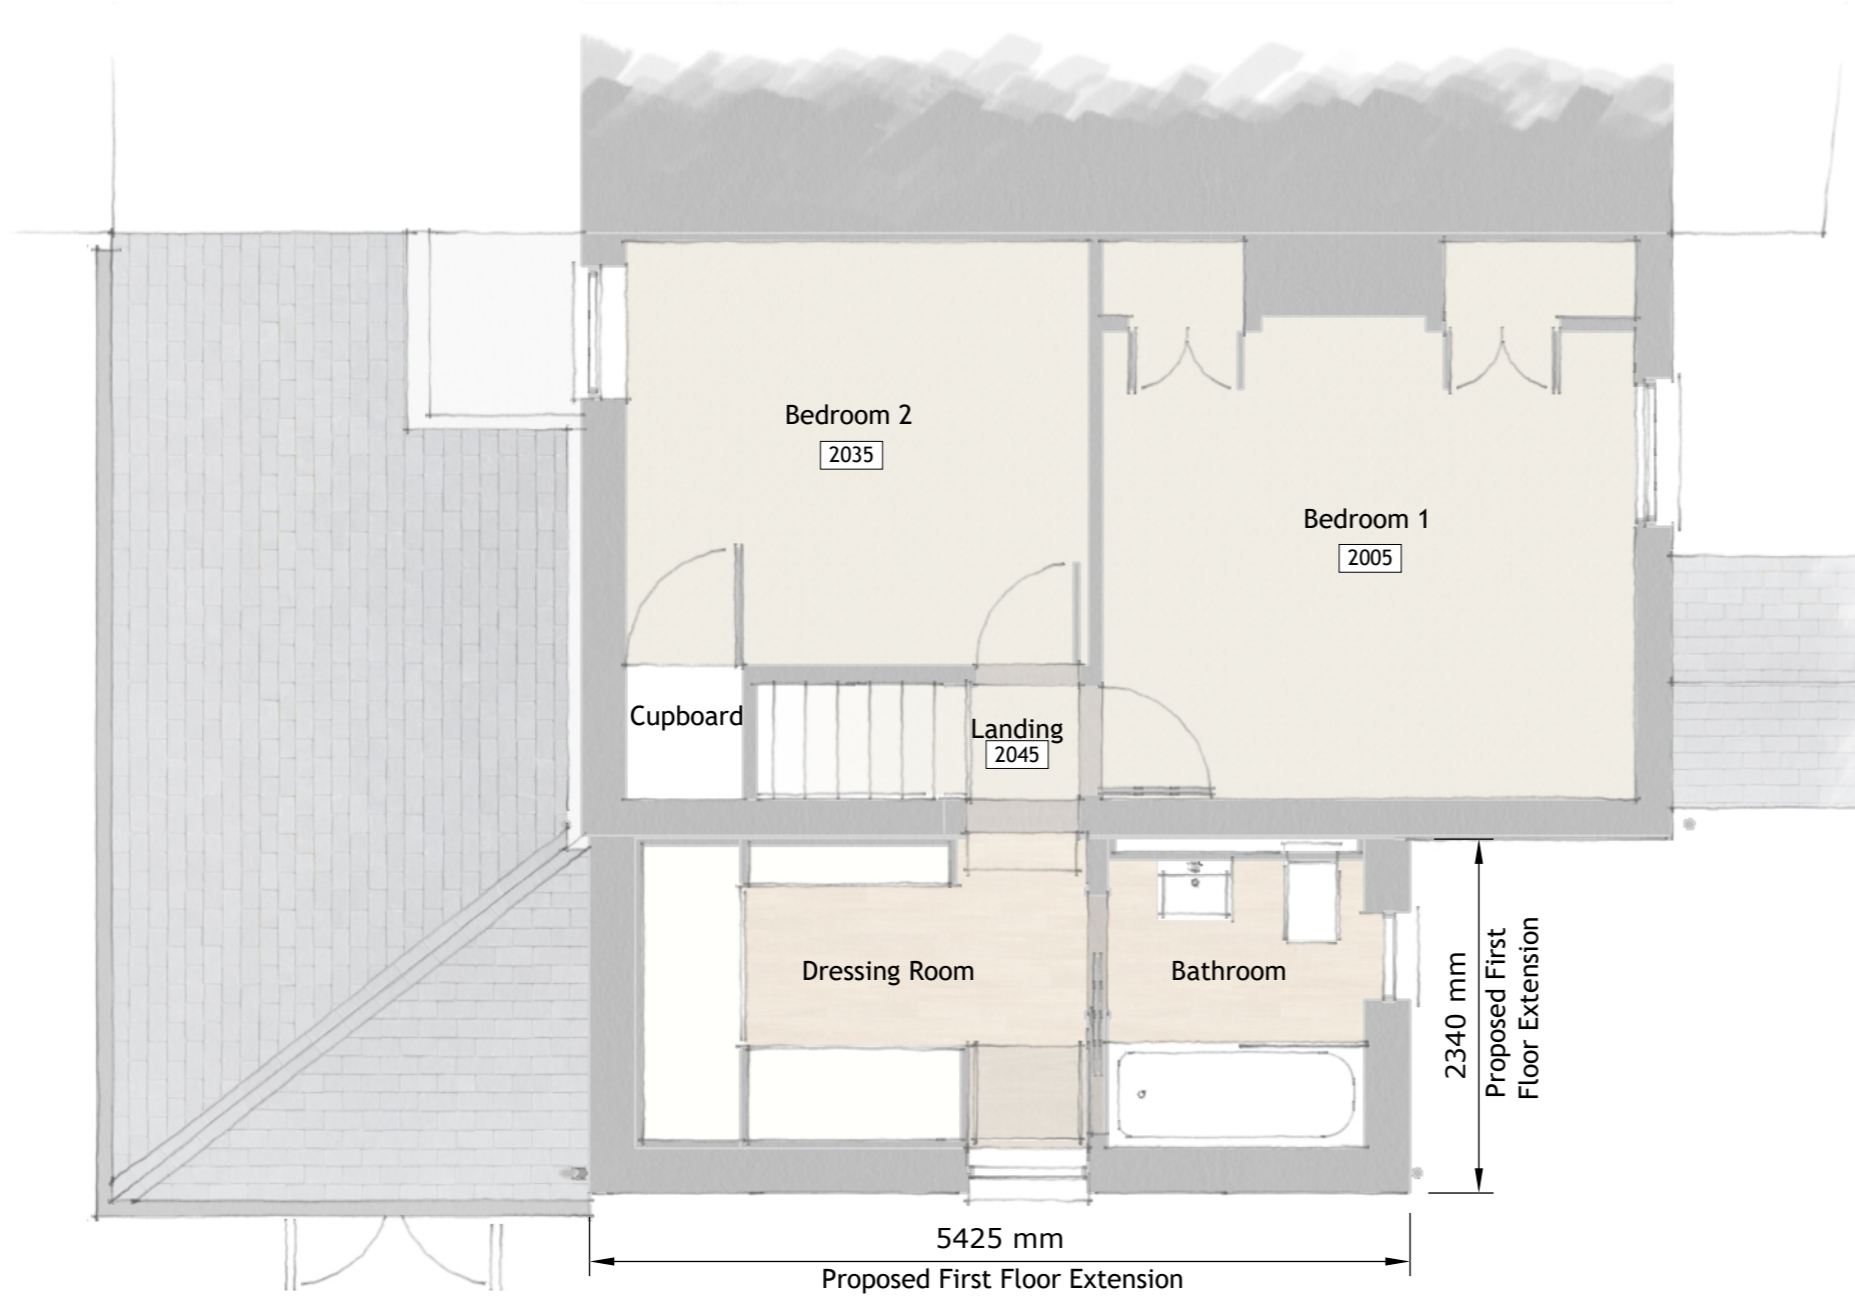 Bedroom 2
2035
Bedroom 1
2005
Cupboard
Landing
2045
Dressing Room
Bathroom
2340 mm
Proposed First
Floor Extension
5425 mm
Proposed First Floor Extension